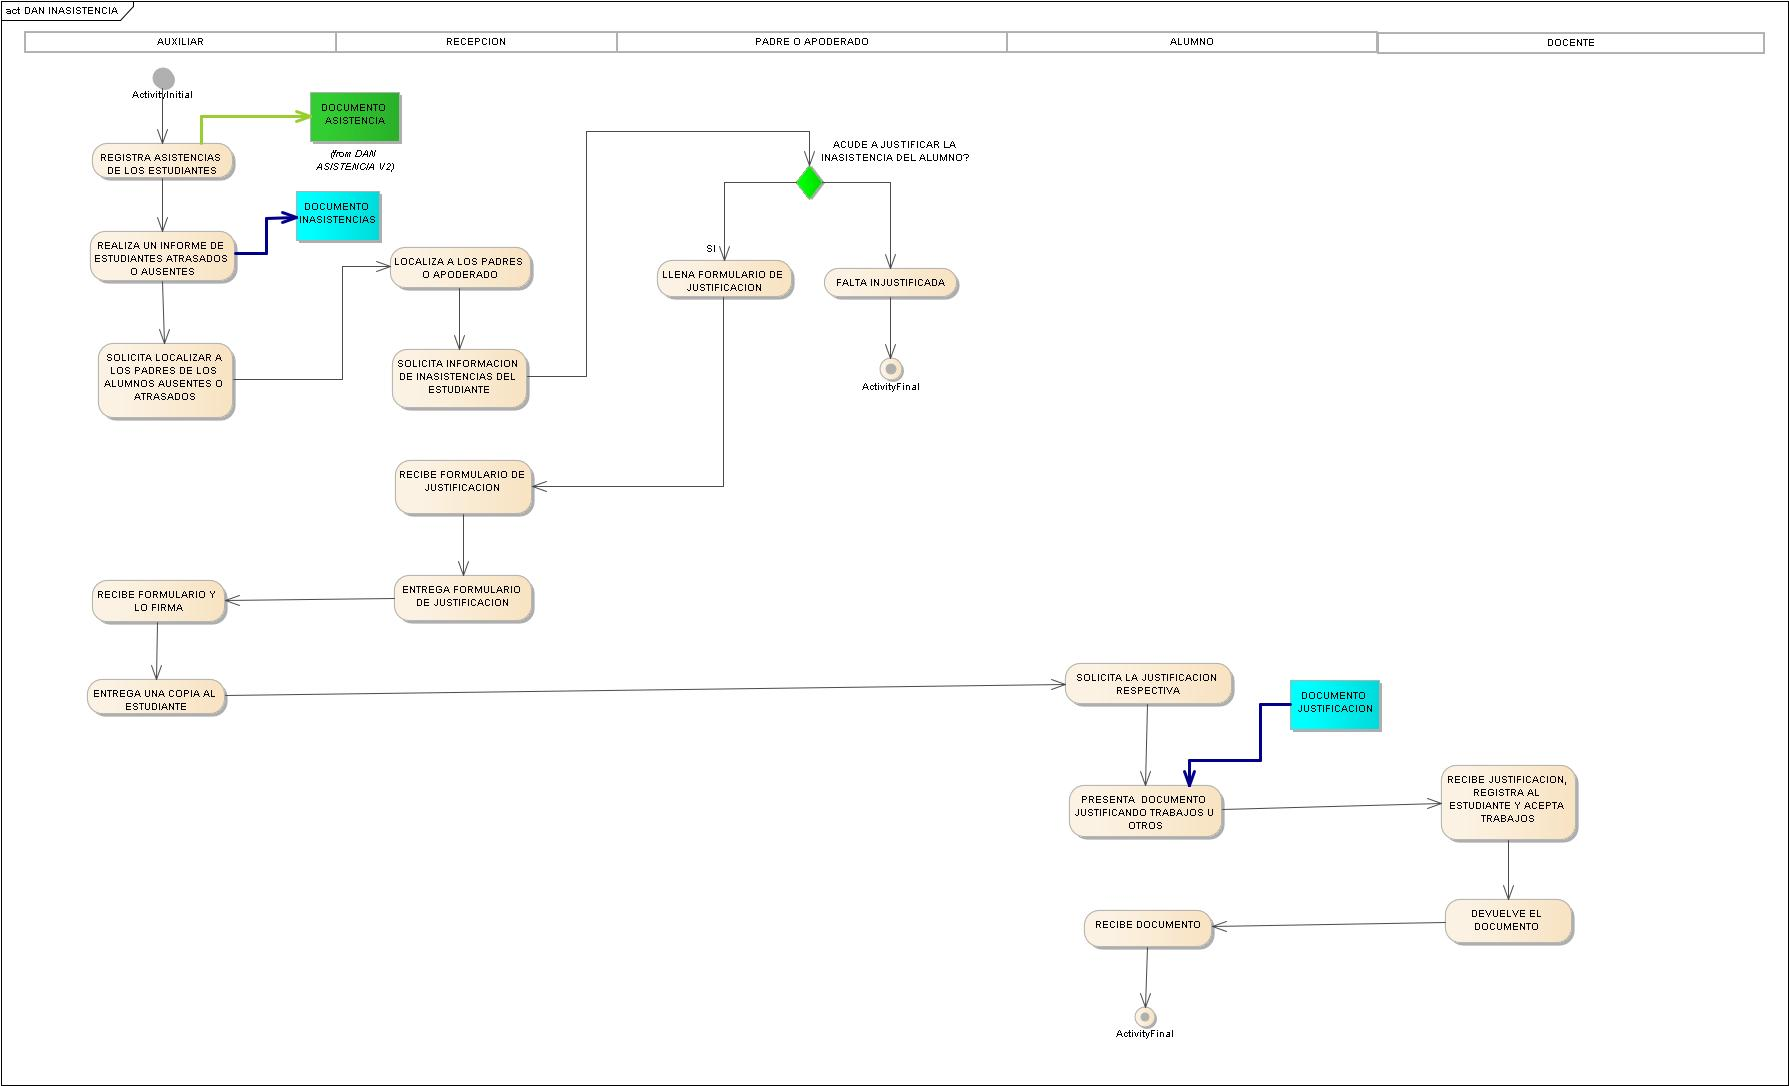 act DAN INASISTENCIA
AUXILIAR
RECEPCION
PADRE O APODERADO
ALUMNO
DOCENTE
ActivityInitial
DOCUMENTO
ASISTENCIA
(from DAN
ASISTENCIA V.2)
REGISTRA ASISTENCIAS
DE LOS ESTUDIANTES
ACUDE A JUSTIFICAR LA
INASISTENCIA DEL ALUMNO?
DOCUMENTO
INASISTENCIAS
REALIZA UN INFORME DE
ESTUDIANTES ATRASADOS
O AUSENTES
LOCALIZA A LOS PADRES
O APODERADO
SI
LLENA FORMULARIO DE
JUSTIFICACION
FALTA INJUSTIFICADA
SOLICITA LOCALIZAR A
LOS PADRES DE LOS
ALUMNOS AUSENTES O
ATRASADOS
SOLICITA INFORMACION
DE INASISTENCIAS DEL
ESTUDIANTE
ActivityFinal
RECIBE FORMULARIO DE
JUSTIFICACION
RECIBE FORMULARIO Y
LO FIRMA
ENTREGA FORMULARIO
DE JUSTIFICACION
ENTREGA UNA COPIA AL
ESTUDIANTE
SOLICITA LA JUSTIFICACION
RESPECTIVA
DOCUMENTO
JUSTIFICACION
PRESENTA  DOCUMENTO
JUSTIFICANDO TRABAJOS U
OTROS
RECIBE JUSTIFICACION,
REGISTRA AL
ESTUDIANTE Y ACEPTA
TRABAJOS
RECIBE DOCUMENTO
DEVUELVE EL
DOCUMENTO
ActivityFinal